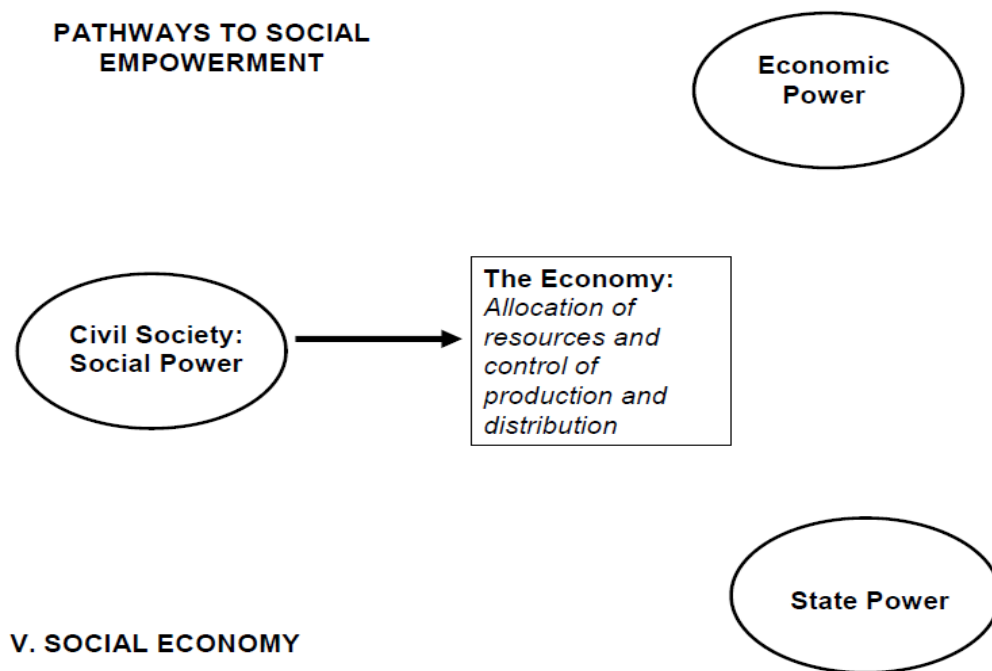 PATHWAYS TO SOCIAL
EMPOWERMENT
Economic
Power
Civil Society:
Social Power
The Economy:
Allocation of
resources and
control of
production and
distribution
State Power
V. SOCIAL ECONOMY